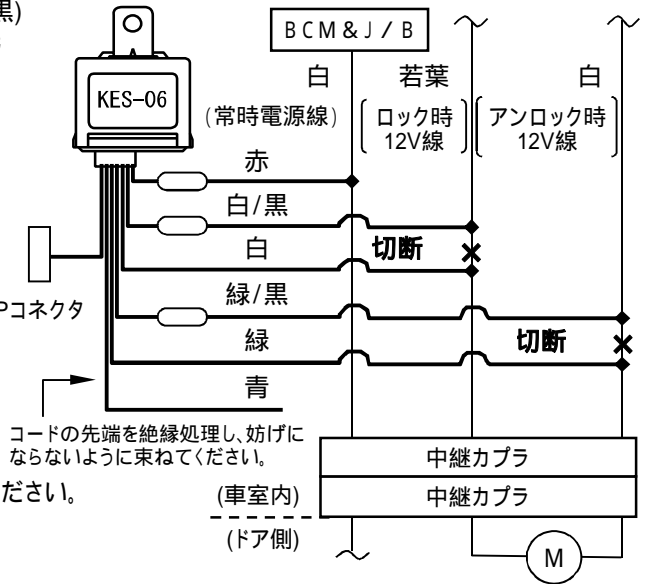 黒)
BCM&J/B
KES-06
白
若葉
白
(常時電源線)
ロック時
12V線
アンロック時
12V線
赤
白/黒
白
切断
緑/黒
Pコネクタ
緑
切断
青
コードの先端を絶縁処理し、妨げに
ならないように束ねてください。
ださい。
中継カプラ
(車室内)
中継カプラ
(ドア側)
M